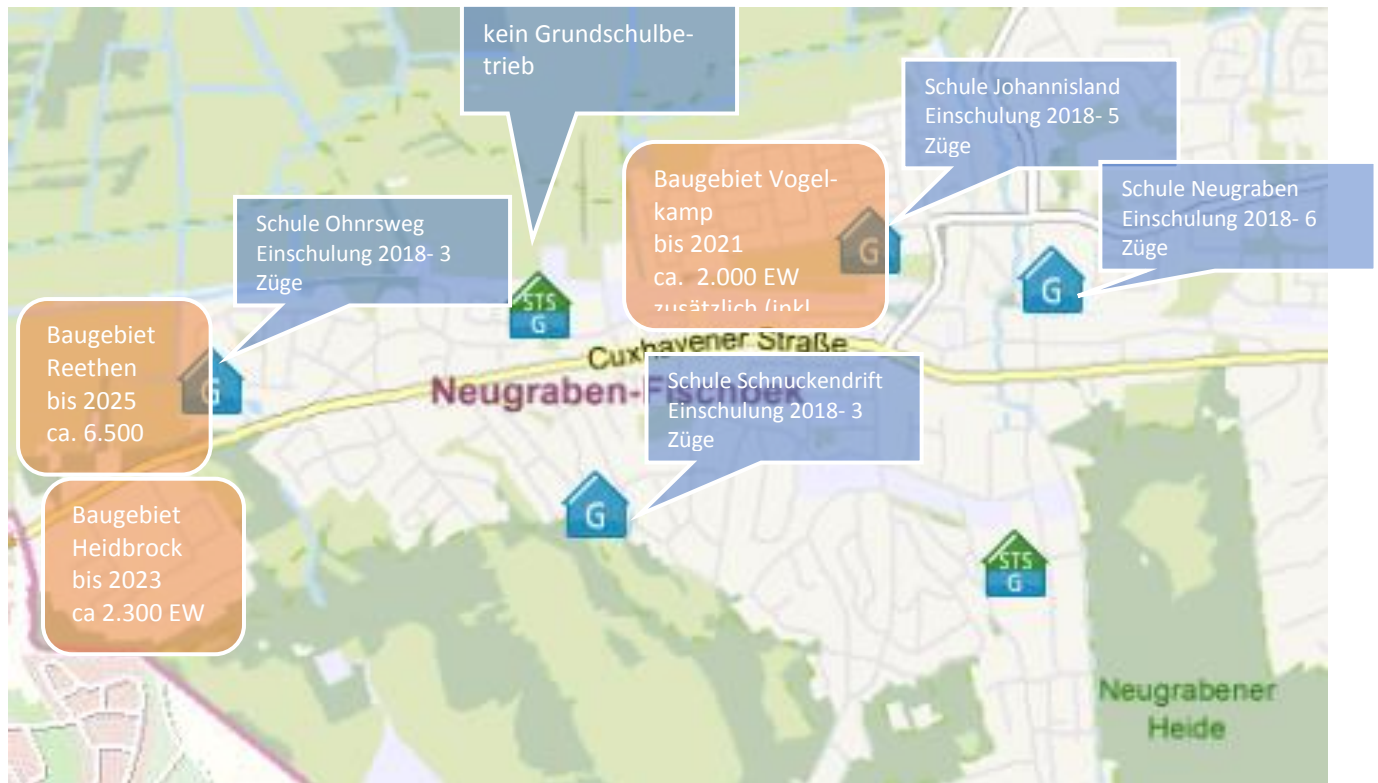 kein Grundschulbe-
trieb
Schule Johannisland
Einschulung 2018- 5
Züge
Baugebiet Vogel-
kamp
bis 2021
ca. 2.000 EW
zusätzlich (inkl
Schule Neugraben
Einschulung 2018- 6
Züge
Schule Ohnrsweg
Einschulung 2018- 3
Züge
G
G
STS
G
Baugebiet
Reethen
bis 2025
ca. 6.500
G
Cuxhavener Straße
Neugraben-Fischbek
Schule Schnuckendrift
Einschulung 2018- 3
Züge
Baugebiet
Heidbrock
bis 2023
ca 2.300 EW
G
STS
G
Neugrabener
Heide